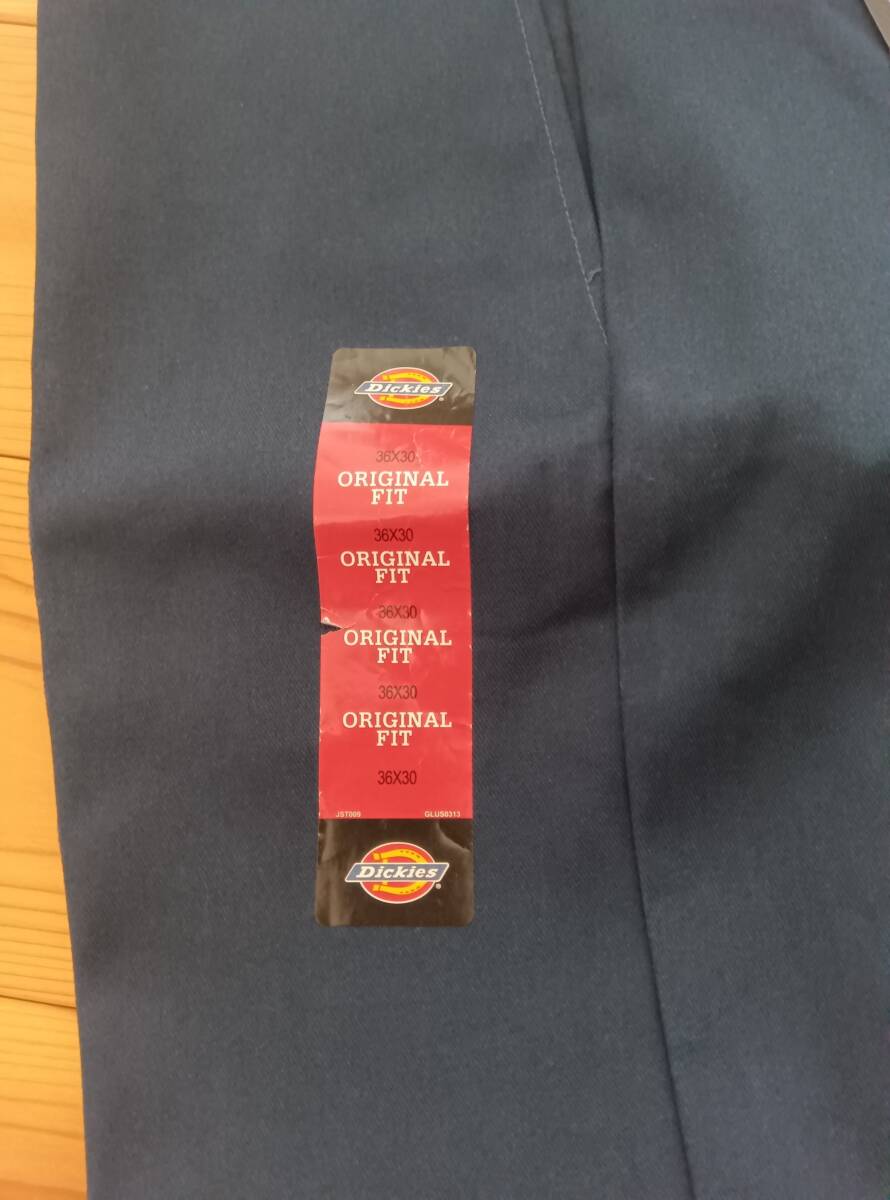 Dickies
36X30
ORIGINAL
FIT
36X30
ORIGINAL
FIT
36X30
ORIGINAL
FIT
36X30
ORIGINAL
FIT
36X30
JST009 GLUS0313
Dickies